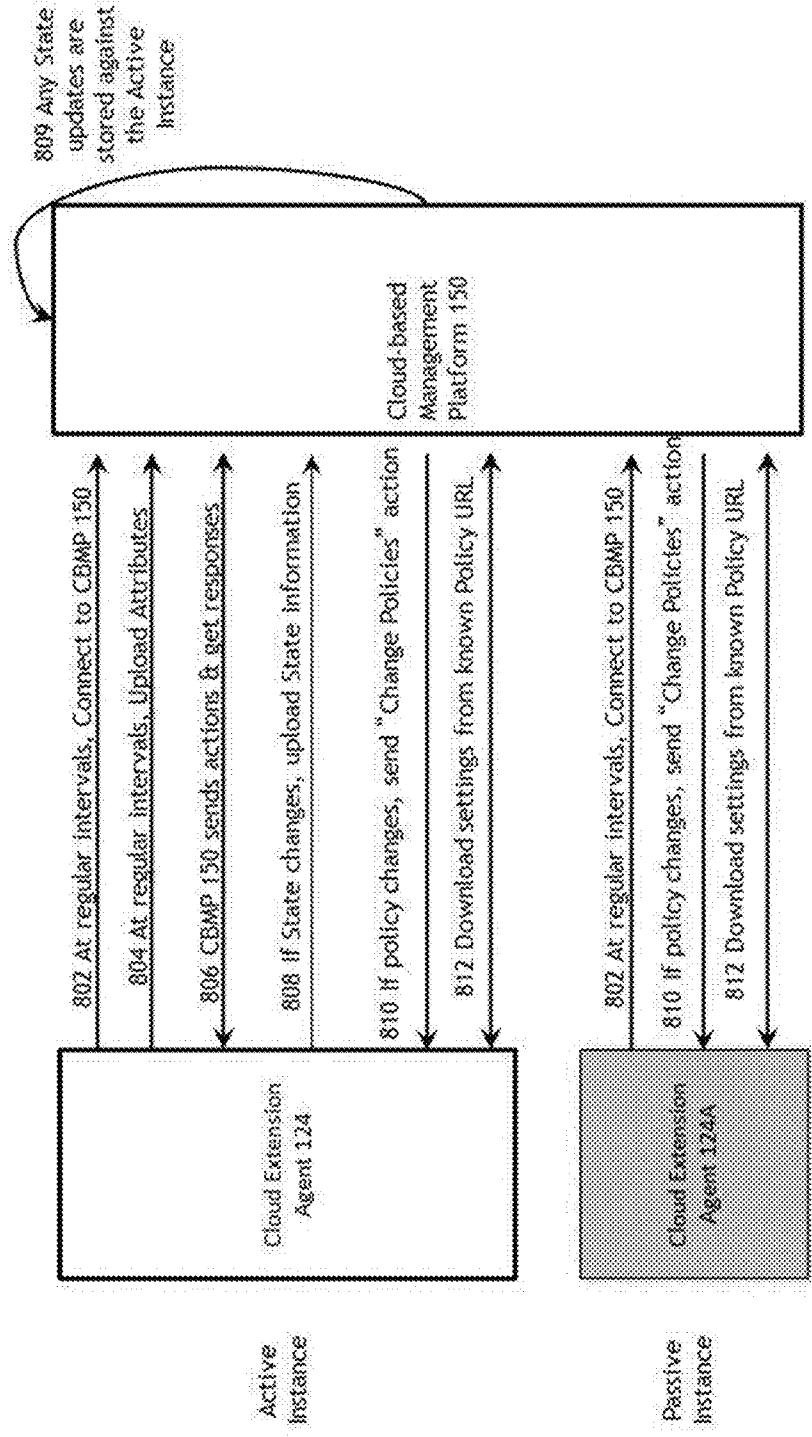 Active
Instance
Cloud Extension
Agent 124
802 At regular intervals, Connect to CBMP 150
804 At regular intervals, Upload Attributes
806 CBMP 150 sends actions & get responses
808 If State changes, upload State information
810 If policy changes, send “Change Policies” action
812 Download settings from known Policy URL
Cloud-based
Management
Platform 150
809 Any State
updates are
stored against
the Active
Instance
Passive
Instance
Cloud Extension
Agent 124A
802 At regular intervals, Connect to CBMP 150
810 If policy changes, send “Change Policies” action
812 Download settings from known Policy URL